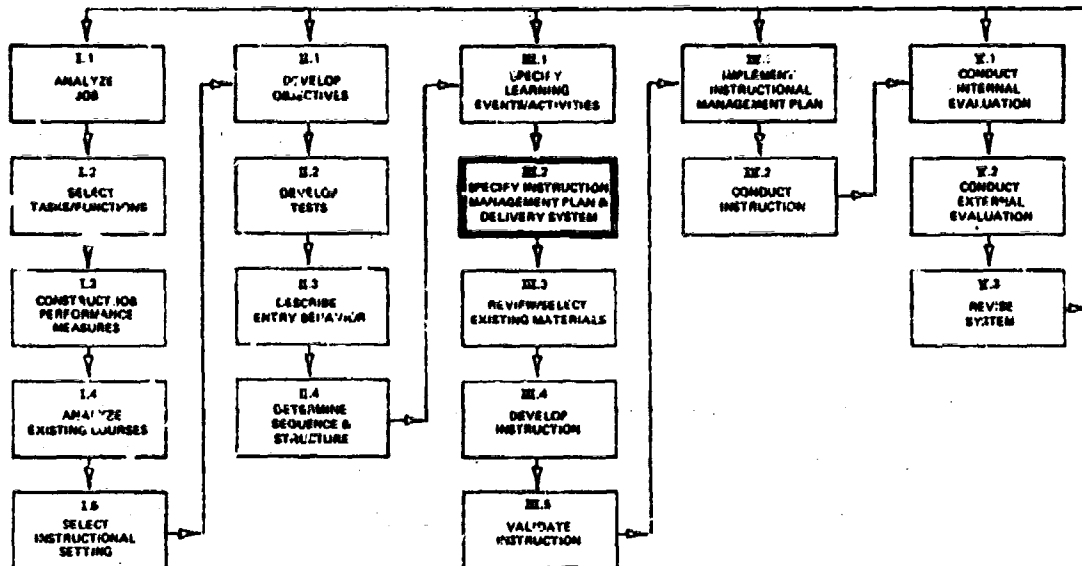 I.1
ANALYZE
JOB
I.2
SELECT
TASKS/FUNCTIONS
I.3
CONSTRUCT JOB
PERFORMANCE
MEASURES
I.4
ANALYZE
EXISTING COURSES
I.5
SELECT
INSTRUCTIONAL
SETTING
II.1
DEVELOP
OBJECTIVES
II.2
DEVELOP
TESTS
II.3
DESCRIBE
ENTRY BEHAVIOR
II.4
DETERMINE
SEQUENCE &
STRUCTURE
III.1
SPECIFY
LEARNING
EVENTS/ACTIVITIES
III.2
SPECIFY INSTRUCTION
MANAGEMENT PLAN &
DELIVERY SYSTEM
III.3
REVIEW/SELECT
EXISTING MATERIALS
III.4
DEVELOP
INSTRUCTION
III.5
VALIDATE
INSTRUCTION
IV.1
IMPLEMENT
INSTRUCTIONAL
MANAGEMENT PLAN
IV.2
CONDUCT
INSTRUCTION
V.1
CONDUCT
INTERNAL
EVALUATION
V.2
CONDUCT
EXTERNAL
EVALUATION
V.3
REVISE
SYSTEM